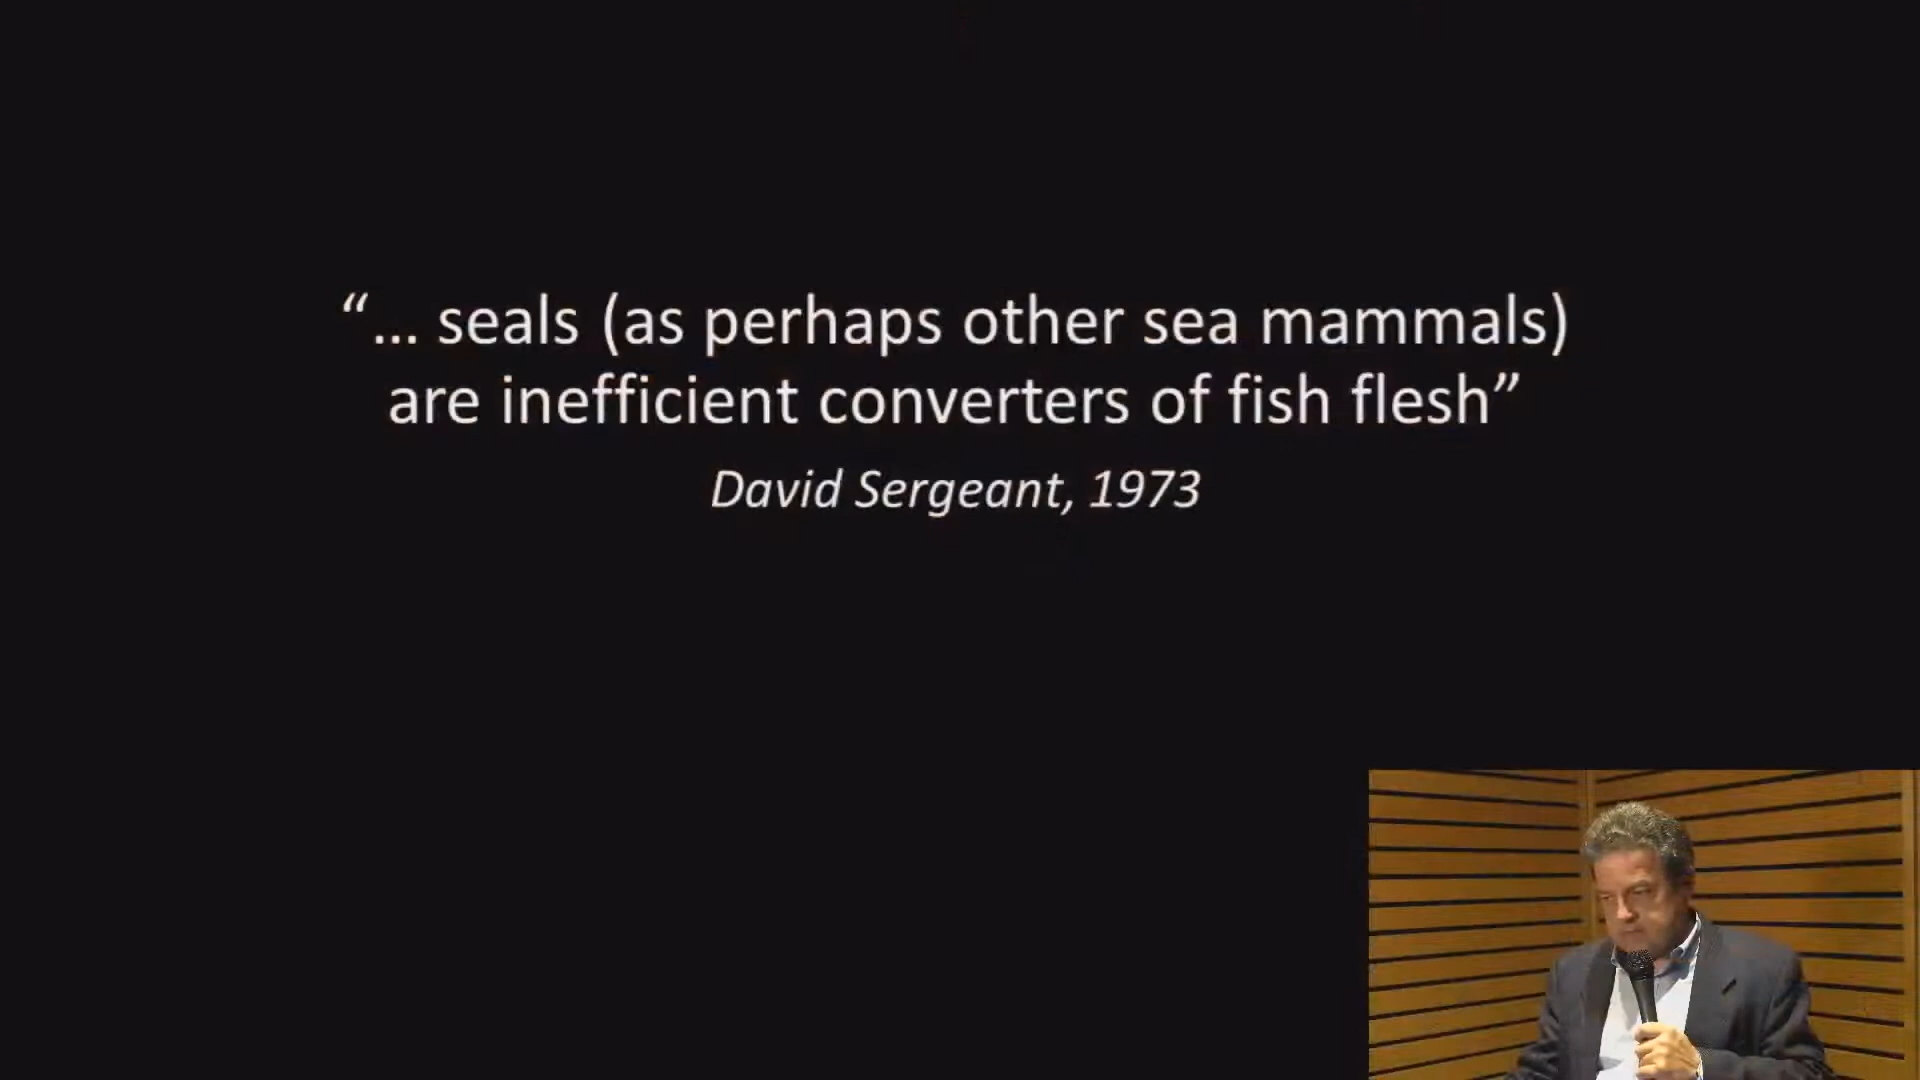 “... seals (as perhaps other sea mammals)
are inefficient converters of fish flesh”
David Sergeant, 1973